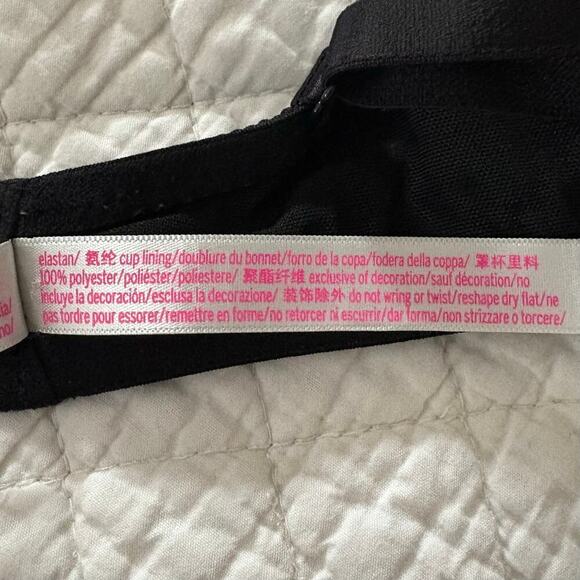 elastan/ 氨纶 cup lining/doublure du bonnet/forro de la copa/fodera della coppa/ 罩杯里料
100% polyester/poliéster/poliestere/ 聚酯纤维 exclusive of decoration/sauf décoration/no
incluye la decoración/esclusa la decorazione/ 装饰除外 do not wring or twist/reshape dry flat/ne
pas tordre pour essorer/remettre en forme/no retorcer ni escurrir/dar forma/non strizzare o torcere/